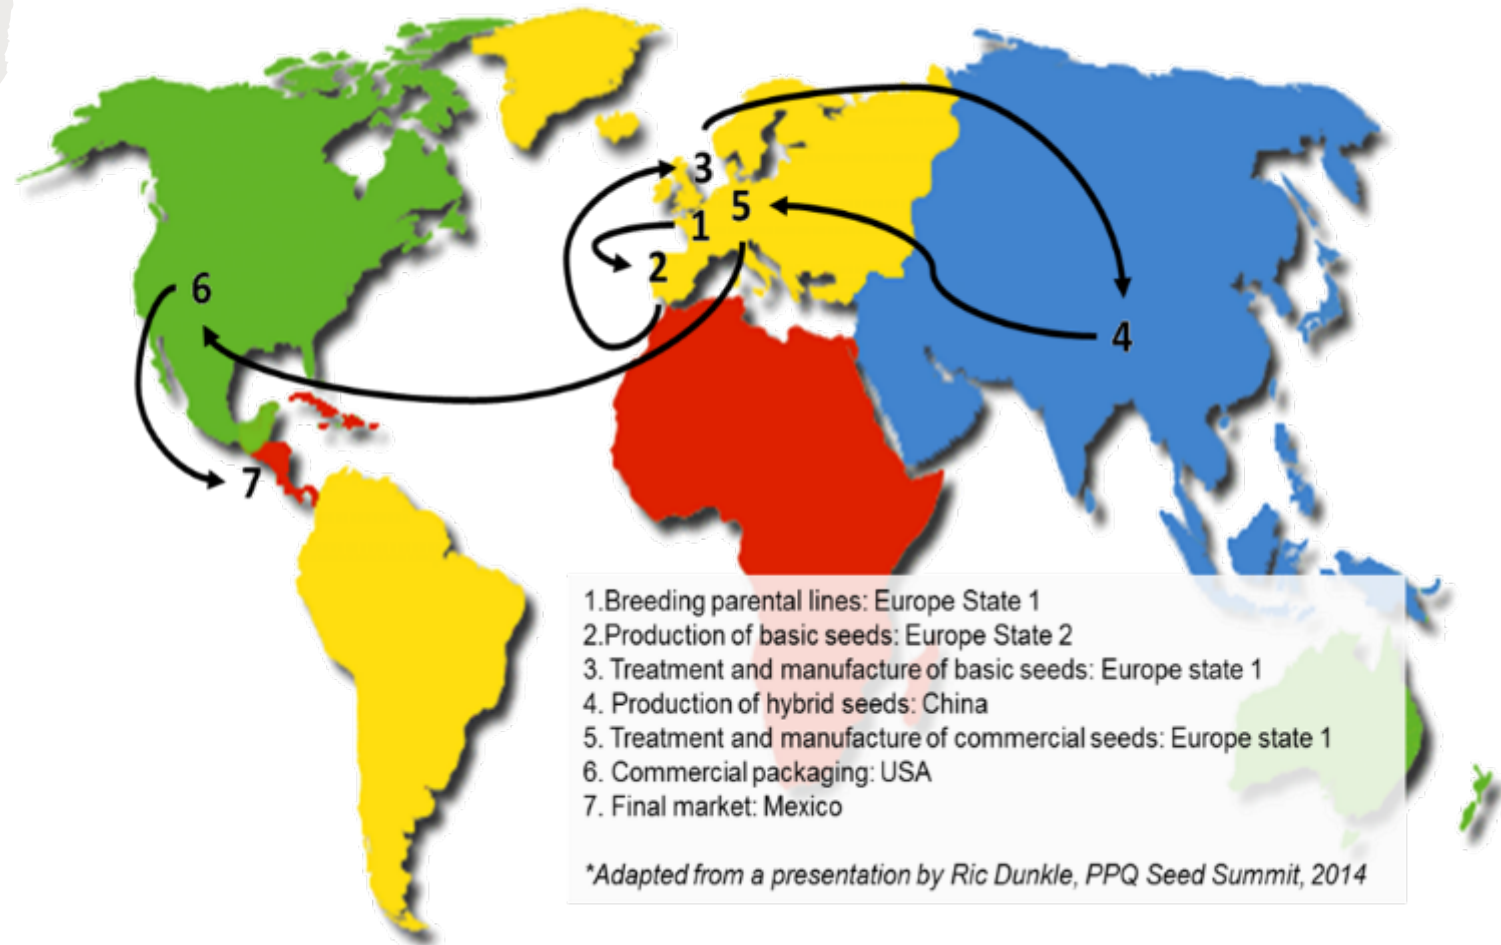 3
5
1
2
6
4
7
1.Breeding parental lines: Europe State 1
2.Production of basic seeds: Europe State 2
3. Treatment and manufacture of basic seeds: Europe state 1
4. Production of hybrid seeds: China
5. Treatment and manufacture of commercial seeds: Europe state 1
6. Commercial packaging: USA
7. Final market: Mexico
*Adapted from a presentation by Ric Dunkle, PPQ Seed Summit, 2014